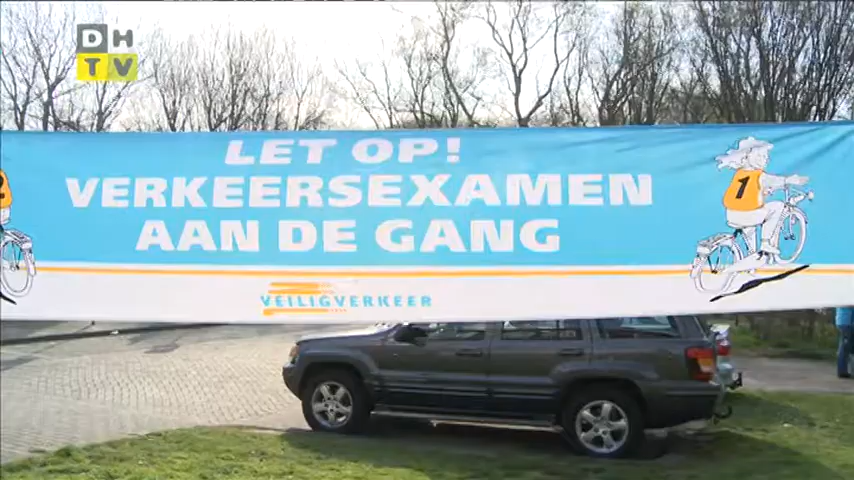 DH
TV
LET OP!
VERKEERSEXAMEN
AAN DE GANG
1
VEILIGVERKEER